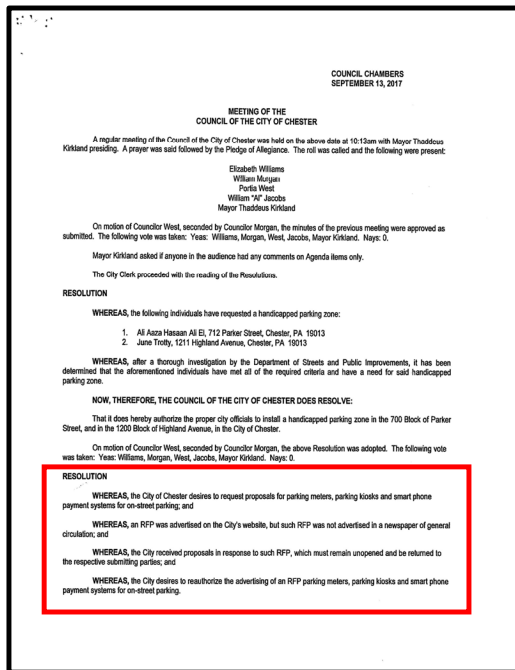 COUNCIL CHAMBERS
SEPTEMBER 13, 2017
MEETING OF THE
COUNCIL OF THE CITY OF CHESTER
A regular meeting of the Council of the City of Chester was held on the above date at 10:13am with Mayor Thaddeus
Kirkland presiding. A prayer was said followed by the Pledge of Allegiance. The roll was called and the following were present:
Elizabeth Williams
William Morgan
Portia West
William "Al" Jacobs
Mayor Thaddeus Kirkland
On motion of Councilor West, seconded by Councilor Morgan, the minutes of the previous meeting were approved as
submitted. The following vote was taken: Yeas: Williams, Morgan, West, Jacobs, Mayor Kirkland. Nays: 0.
Mayor Kirkland asked if anyone in the audience had any comments on Agenda items only.
The City Clerk proceeded with the reading of the Resolutions.
RESOLUTION
WHEREAS, the following individuals have requested a handicapped parking zone:
1. Ali Aaza Hasaan Ali El, 712 Parker Street, Chester, PA 19013
2. June Trotty, 1211 Highland Avenue, Chester, PA 19013
WHEREAS, after a thorough investigation by the Department of Streets and Public Improvements, it has been
determined that the aforementioned individuals have met all of the required criteria and have a need for said handicapped
parking zone.
NOW, THEREFORE, THE COUNCIL OF THE CITY OF CHESTER DOES RESOLVE:
That it does hereby authorize the proper city officials to install a handicapped parking zone in the 700 Block of Parker
Street, and in the 1200 Block of Highland Avenue, in the City of Chester.
On motion of Councilor West, seconded by Councilor Morgan, the above Resolution was adopted. The following vote
was taken: Yeas: Williams, Morgan, West, Jacobs, Mayor Kirkland. Nays: 0.
RESOLUTION
WHEREAS, the City of Chester desires to request proposals for parking meters, parking kiosks and smart phone
payment systems for on-street parking; and
WHEREAS, an RFP was advertised on the City's website, but such RFP was not advertised in a newspaper of general
circulation; and
WHEREAS, the City received proposals in response to such RFP, which must remain unopened and be returned to
the respective submitting parties; and
WHEREAS, the City desires to reauthorize the advertising of an RFP parking meters, parking kiosks and smart phone
payment systems for on-street parking.